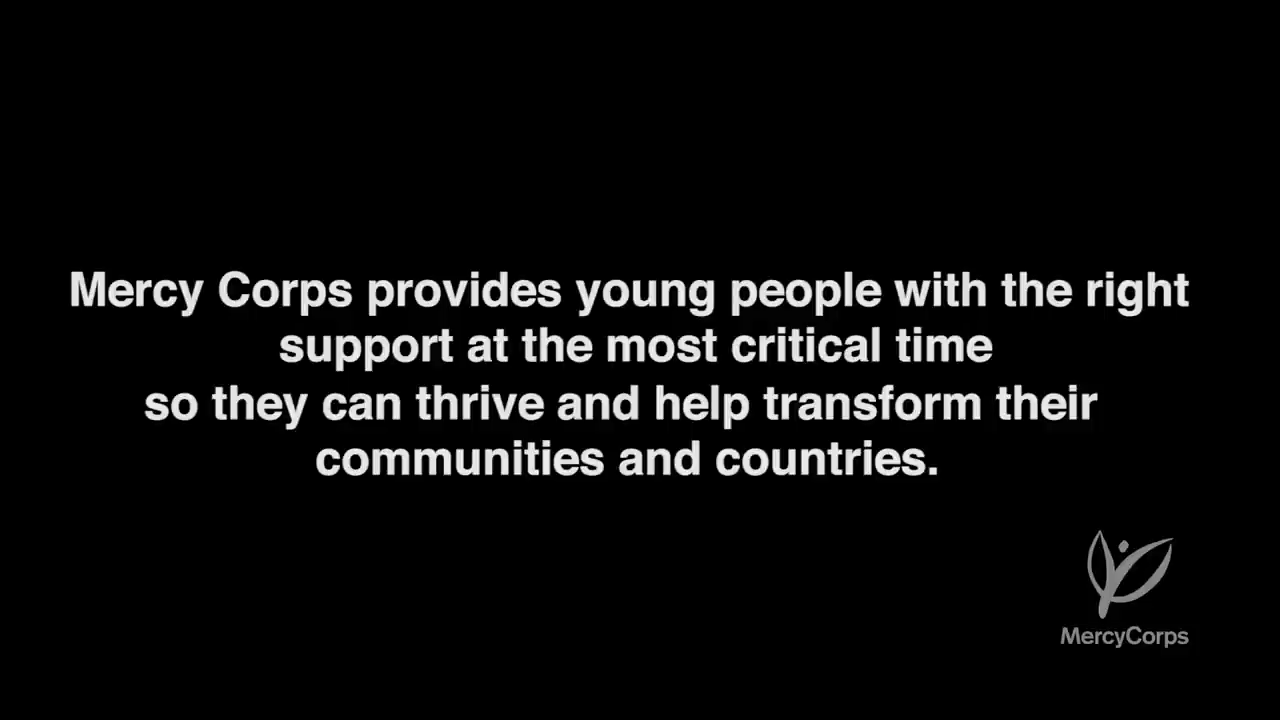 Mercy Corps provides young people with the right
support at the most critical time
so they can thrive and help transform their
communities and countries.
MercyCorps